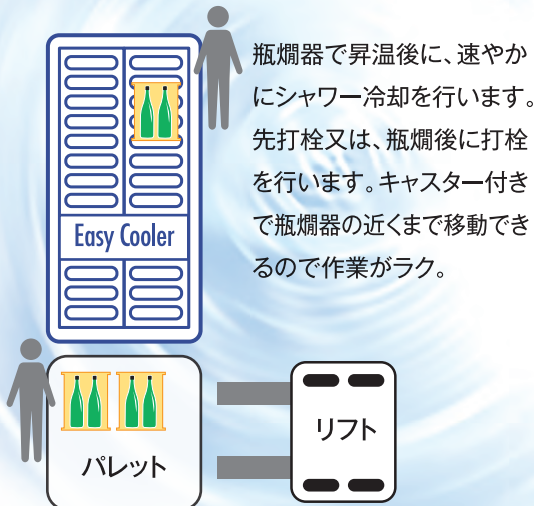 瓶燗器で昇温後に、速やか
にシャワー冷却を行います。
先打栓又は、瓶燗後に打栓
を行います。キャスター付き
で瓶燗器の近くまで移動でき
るので作業がラク。
Easy Cooler
パレット
リフト